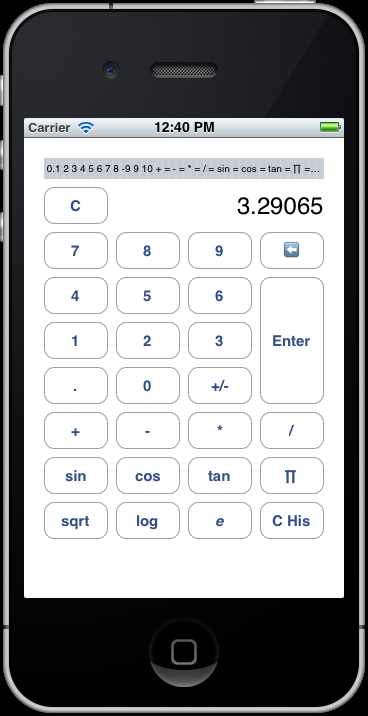 Carrier 12:40 PM
0.1 2 3 4 5 6 7 8 -9 9 10 + = - = * = / = sin = cos = tan = ∏ =...
C 3.29065
7 8 9
4 5 6
1 2 3 Enter
. 0 +/-
+ - * /
sin cos tan ∏
sqrt log e C His